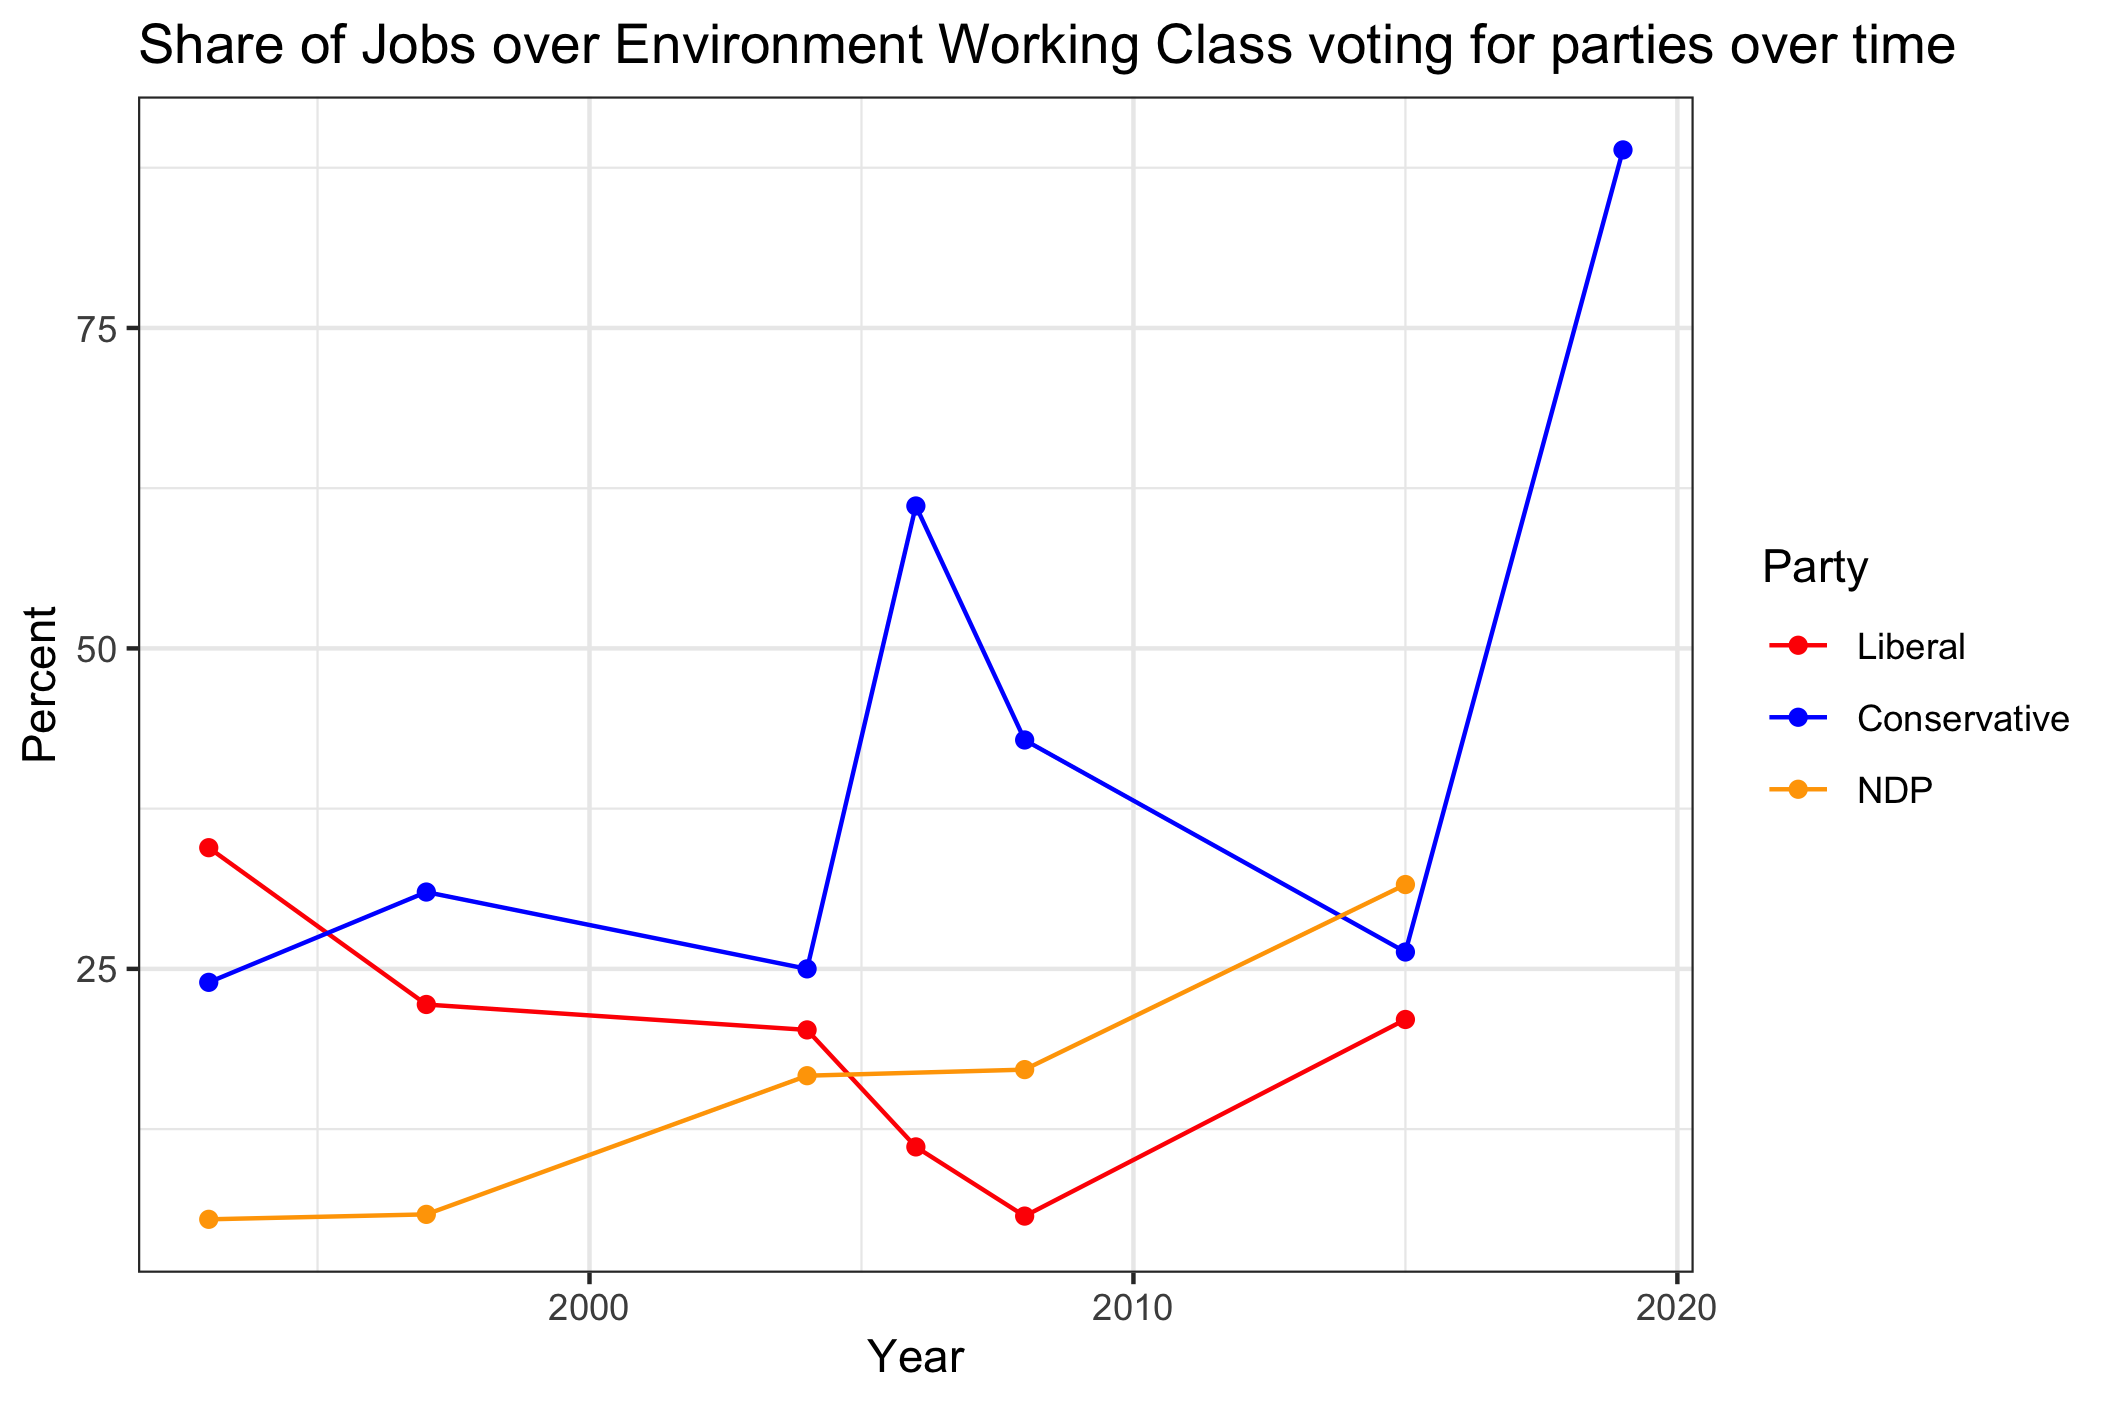 Share of Jobs over Environment Working Class voting for parties over time
Percent
75
50
25
2000
2010
2020
Year
Party
Liberal
Conservative
NDP